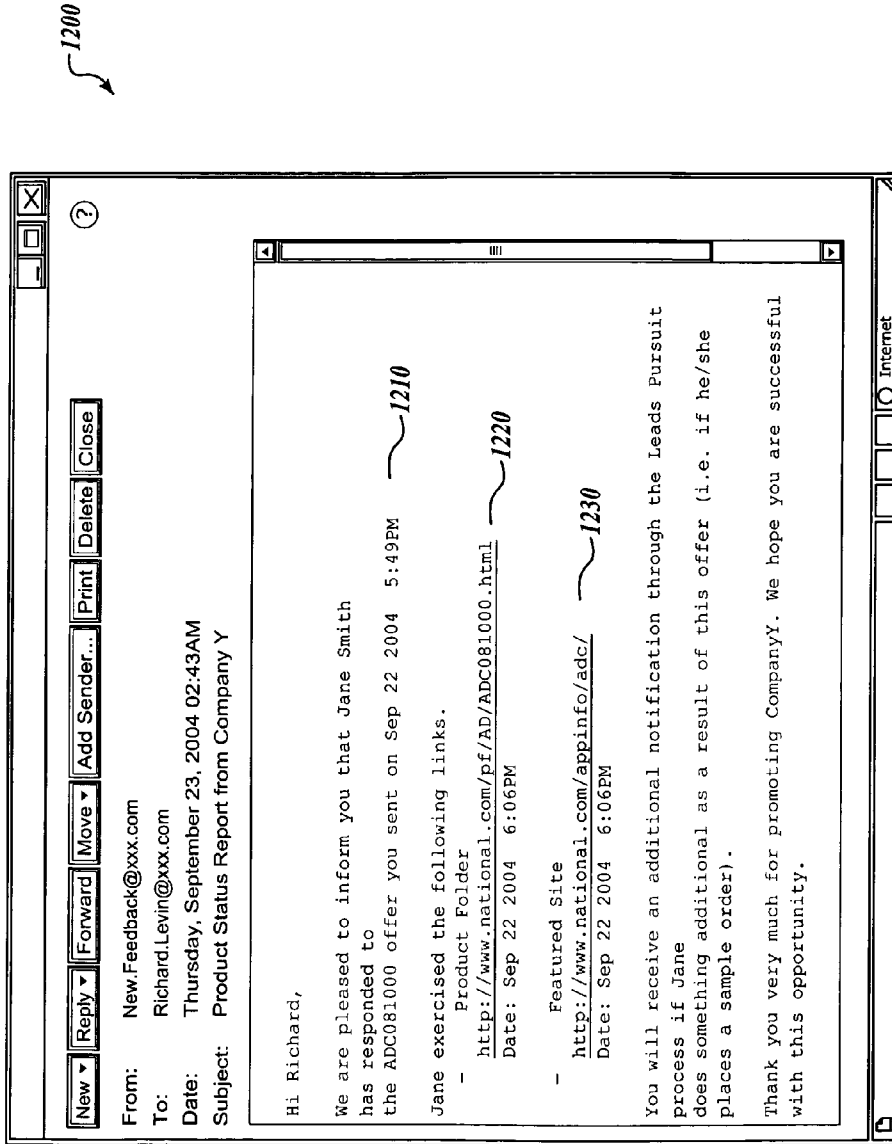 1200
New Reply Forward Move Add Sender... Print Delete Close ?
From: New.Feedback@xxx.com
To: Richard.Levin@xxx.com
Date: Thursday, September 23, 2004 02:43AM
Subject: Product Status Report from Company Y
Hi Richard,
We are pleased to inform you that Jane Smith
has responded to
the ADC081000 offer you sent on Sep 22 2004 5:49PM
1210
Jane exercised the following links.
- Product Folder
http://www.national.com/pf/AD/ADC081000.html
1220
Date: Sep 22 2004 6:06PM
- Featured Site
http://www.national.com/appinfo/adc/
1230
Date: Sep 22 2004 6:06PM
You will receive an additional notification through the Leads Pursuit
process if Jane
does something additional as a result of this offer (i.e. if he/she
places a sample order).
Thank you very much for promoting CompanyY. We hope you are successful
with this opportunity.
Internet